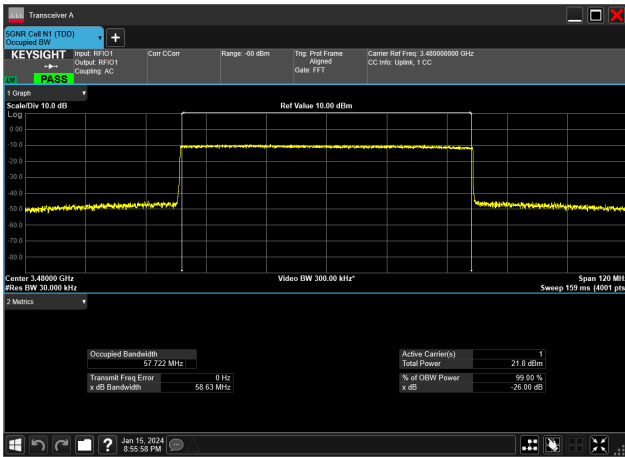 Transceiver A
5GNR Cell N1 (TDD)
Occupied BW
KEYSIGHT
LXI
PASS
Input: RFIO1
Output: RFIO1
Coupling: AC
Corr CCorr
Range: -60 dBm
Trig: Prot Frame
Aligned
Gate: FFT
Carrier Ref Freq: 3.480000000 GHz
CC Info: Uplink, 1 CC
1 Graph
Scale/Div 10.0 dB
Ref Value 10.00 dBm
Log
0.00
-10.0
-20.0
-30.0
-40.0
-50.0
-60.0
-70.0
-80.0
Center 3.48000 GHz
Video BW 300.00 kHz*
Span 120 MH
#Res BW 30.000 kHz
Sweep 159 ms (4001 pts
2 Metrics
Occupied Bandwidth
57.722 MHz
Transmit Freq Error 0 Hz
x dB Bandwidth 58.63 MHz
Active Carrier(s) 1
Total Power 21.8 dBm
% of OBW Power 99.00 %
x dB -26.00 dB
?
Jan 15, 2024
8:55:58 PM